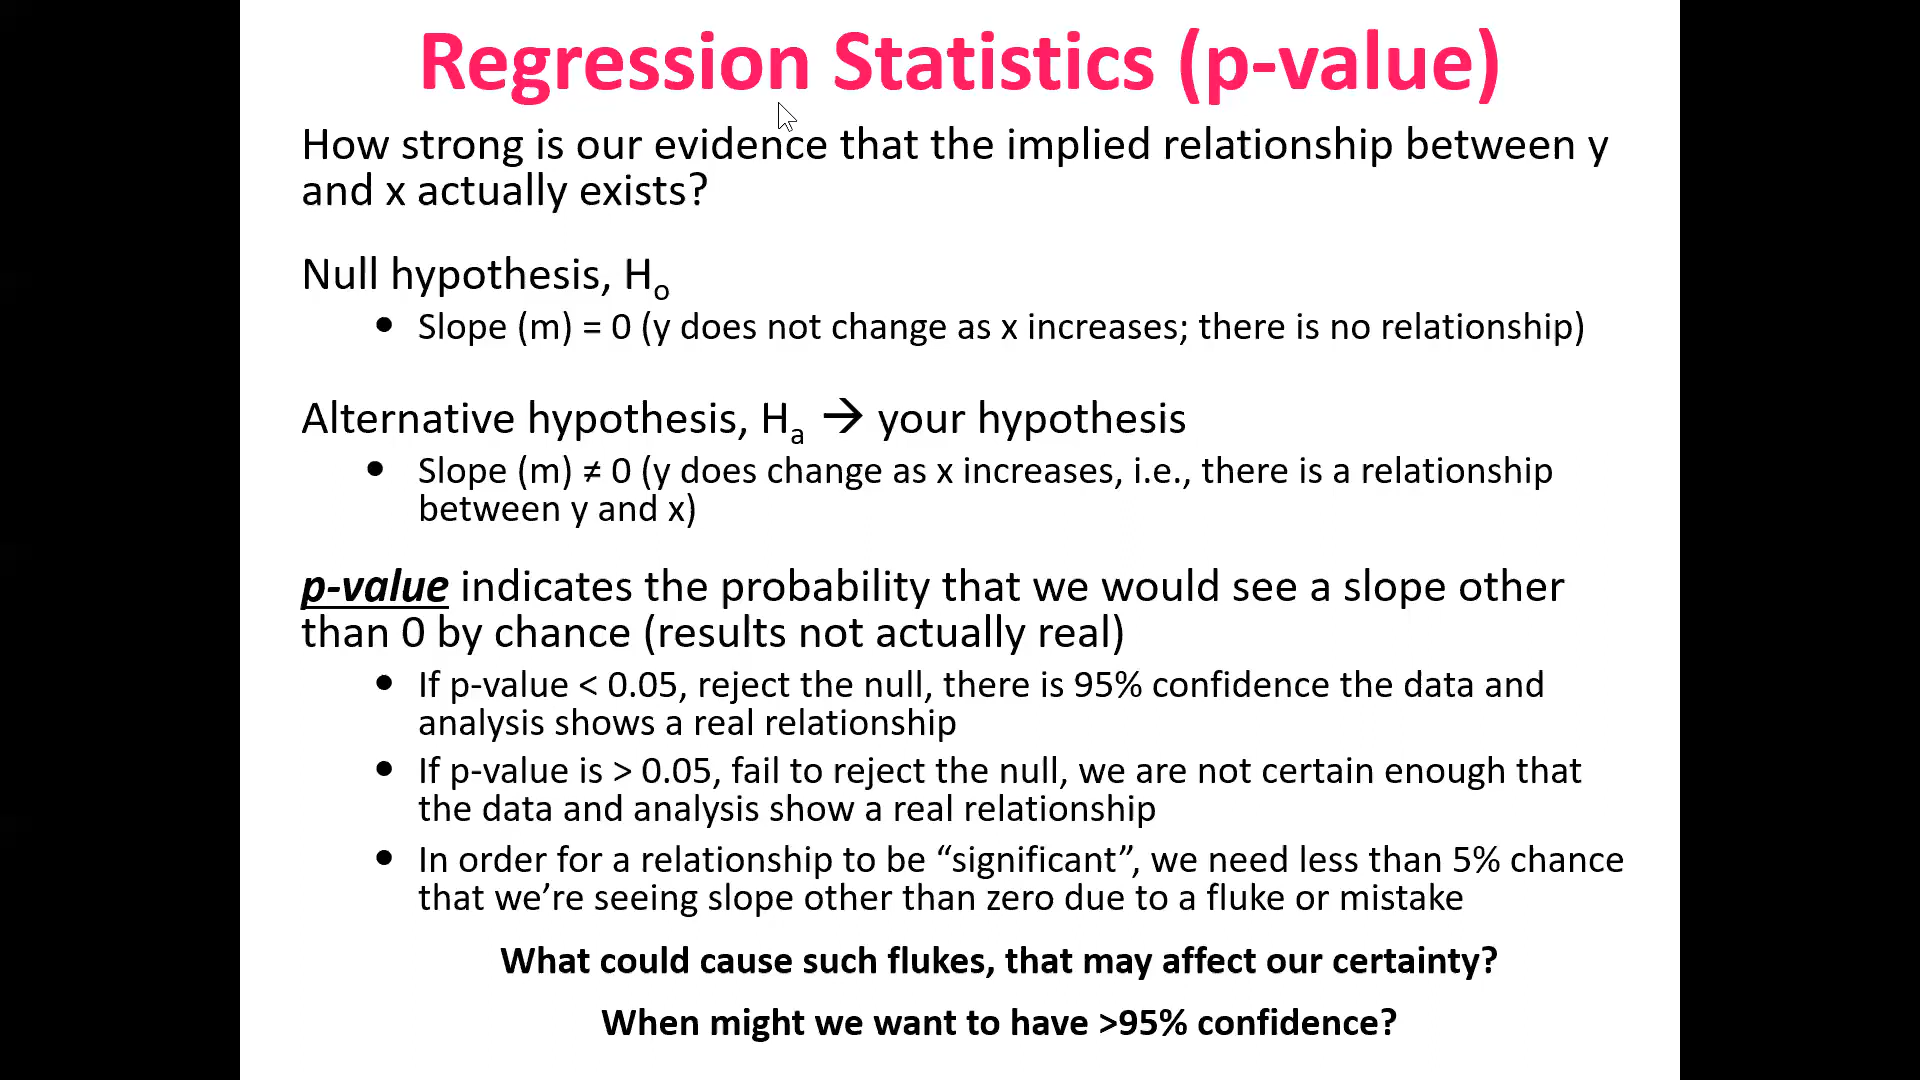 Regression Statistics (p-value)
How strong is our evidence that the implied relationship between y
and x actually exists?
Null hypothesis, Ho
• Slope (m) = 0 (y does not change as x increases; there is no relationship)
Alternative hypothesis, Ha → your hypothesis
• Slope (m) ≠ 0 (y does change as x increases, i.e., there is a relationship
between y and x)
p-value indicates the probability that we would see a slope other
than 0 by chance (results not actually real)
• If p-value < 0.05, reject the null, there is 95% confidence the data and
analysis shows a real relationship
• If p-value is > 0.05, fail to reject the null, we are not certain enough that
the data and analysis show a real relationship
• In order for a relationship to be “significant”, we need less than 5% chance
that we’re seeing slope other than zero due to a fluke or mistake
What could cause such flukes, that may affect our certainty?
When might we want to have >95% confidence?